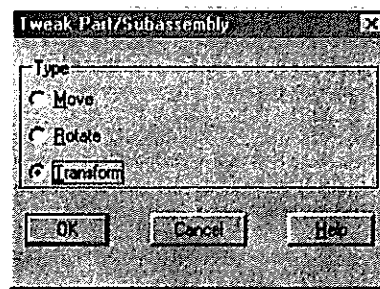 Tweak Part/Subassembly
Type
Move
Rotate
Transform
OK Cancel Help